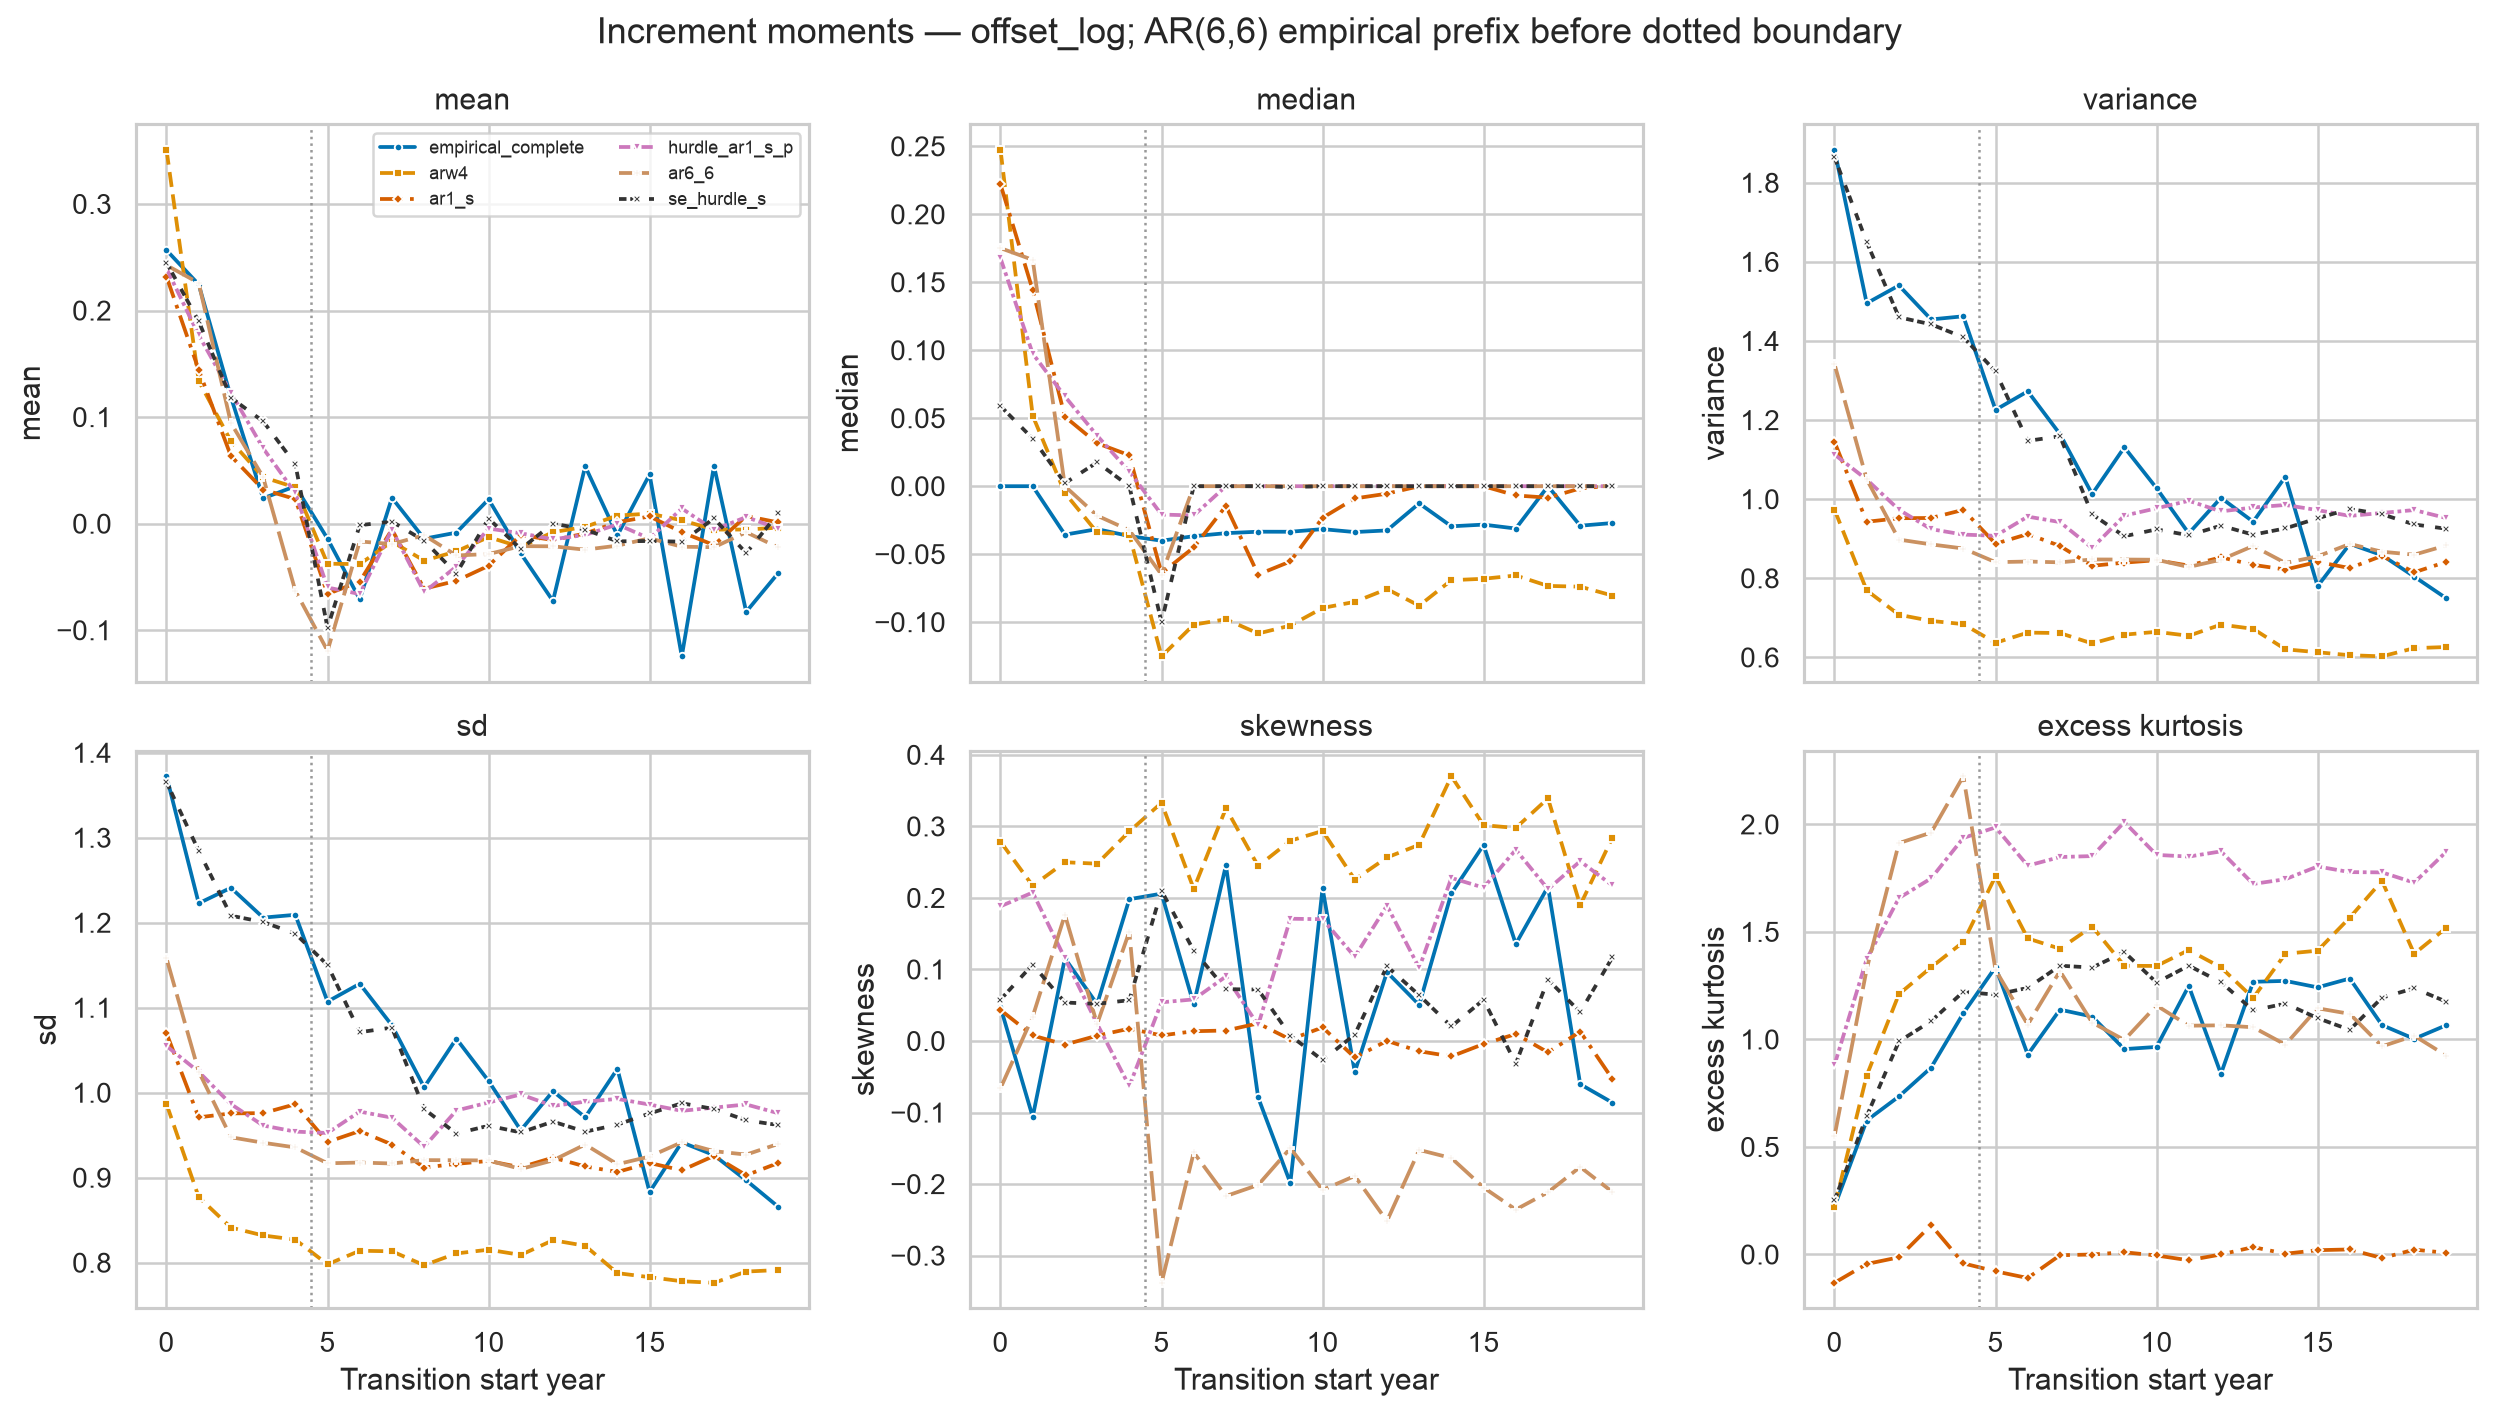 Increment moments — offset_log; AR(6,6) empirical prefix before dotted boundary
mean
median
variance
empirical_complete
arw4
ar1_s
hurdle_ar1_s_p
ar6_6
se_hurdle_s
mean
0.3
0.2
0.1
0.0
−0.1
median
0.25
0.20
0.15
0.10
0.05
0.00
−0.05
−0.10
variance
1.8
1.6
1.4
1.2
1.0
0.8
0.6
sd
skewness
excess kurtosis
sd
1.4
1.3
1.2
1.1
1.0
0.9
0.8
skewness
0.4
0.3
0.2
0.1
0.0
−0.1
−0.2
−0.3
excess kurtosis
2.0
1.5
1.0
0.5
0.0
0 5 10 15
0 5 10 15
0 5 10 15
Transition start year
Transition start year
Transition start year